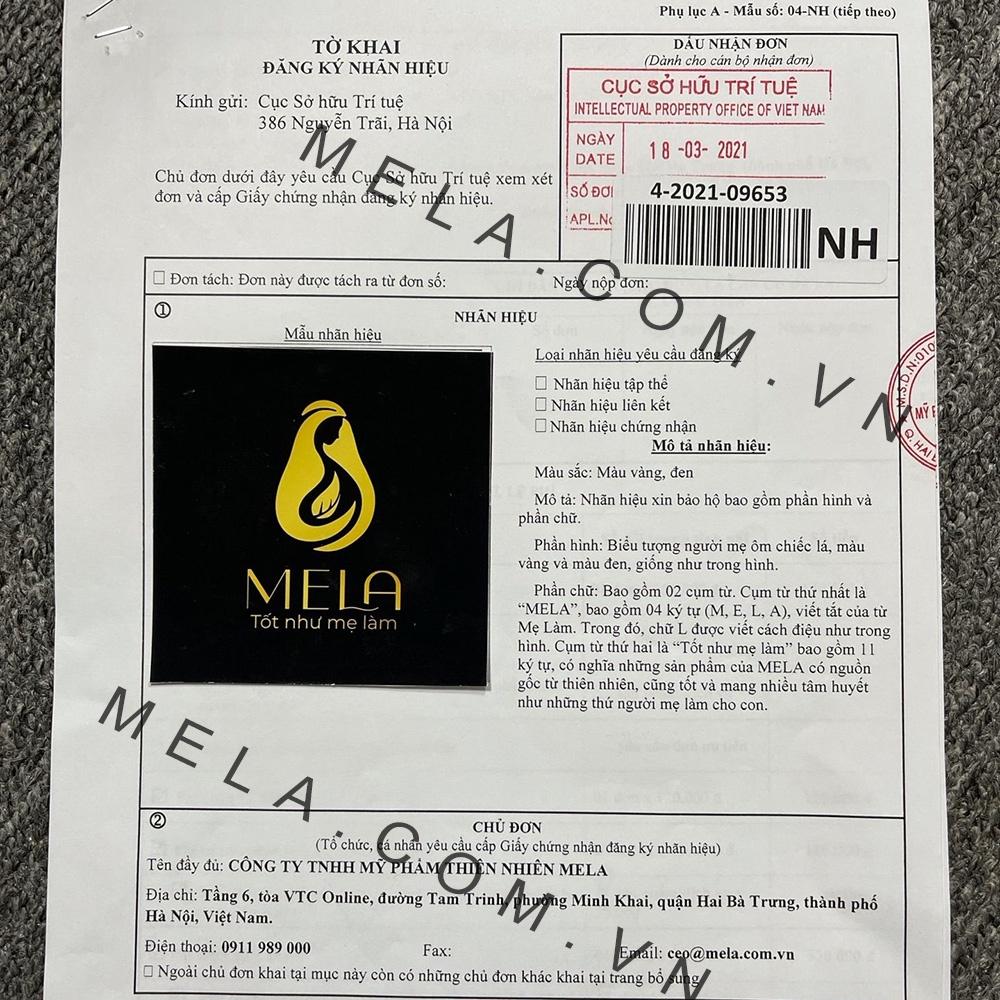 Phụ lục A - Mẫu số: 04-NH (tiếp theo)
TỜ KHAI
ĐĂNG KÝ NHÃN HIỆU
Kính gửi: Cục Sở hữu Trí tuệ
386 Nguyễn Trãi, Hà Nội
Chủ đơn dưới đây yêu cầu Cục Sở hữu Trí tuệ xem xét
đơn và cấp Giấy chứng nhận đăng ký nhãn hiệu.
DẤU NHẬN ĐƠN
(Dành cho cán bộ nhận đơn)
CỤC SỞ HỮU TRÍ TUỆ
INTELLECTUAL PROPERTY OFFICE OF VIET NAM
NGÀY
DATE
18 -03- 2021
SỐ ĐƠ
APL.No
4-2021-09653
NH
MELA.COM.VN
☐ Đơn tách: Đơn này được tách ra từ đơn số: Ngày nộp đơn:
① NHÃN HIỆU
Mẫu nhãn hiệu
MELA
Tốt như mẹ làm
Loại nhãn hiệu yêu cầu đăng ký
☐ Nhãn hiệu tập thể
☐ Nhãn hiệu liên kết
☐ Nhãn hiệu chứng nhận
Mô tả nhãn hiệu:
Màu sắc: Màu vàng, đen
Mô tả: Nhãn hiệu xin bảo hộ bao gồm phần hình và
phần chữ.
Phần hình: Biểu tượng người mẹ ôm chiếc lá, màu
vàng và màu đen, giống như trong hình.
Phần chữ: Bao gồm 02 cụm từ. Cụm từ thứ nhất là
“MELA”, bao gồm 04 ký tự (M, E, L, A), viết tắt của từ
Mẹ Làm. Trong đó, chữ L được viết cách điệu như trong
hình. Cụm từ thứ hai là “Tốt như mẹ làm” bao gồm 11
ký tự, có nghĩa những sản phẩm của MELA có nguồn
gốc từ thiên nhiên, cũng tốt và mang nhiều tâm huyết
như những thứ người mẹ làm cho con.
M.S.D.N:010
MỸ
Q. HAI
MELA.COM.VN
② CHỦ ĐƠN
(Tổ chức, cá nhân yêu cầu cấp Giấy chứng nhận đăng ký nhãn hiệu)
Tên đầy đủ: CÔNG TY TNHH MỸ PHẨM THIÊN NHIÊN MELA
Địa chỉ: Tầng 6, tòa VTC Online, đường Tam Trinh, phường Minh Khai, quận Hai Bà Trưng, thành phố
Hà Nội, Việt Nam.
Điện thoại: 0911 989 000 Fax: Email: ceo@mela.com.vn
☐ Ngoài chủ đơn khai tại mục này còn có những chủ đơn khác khai tại trang bổ sung